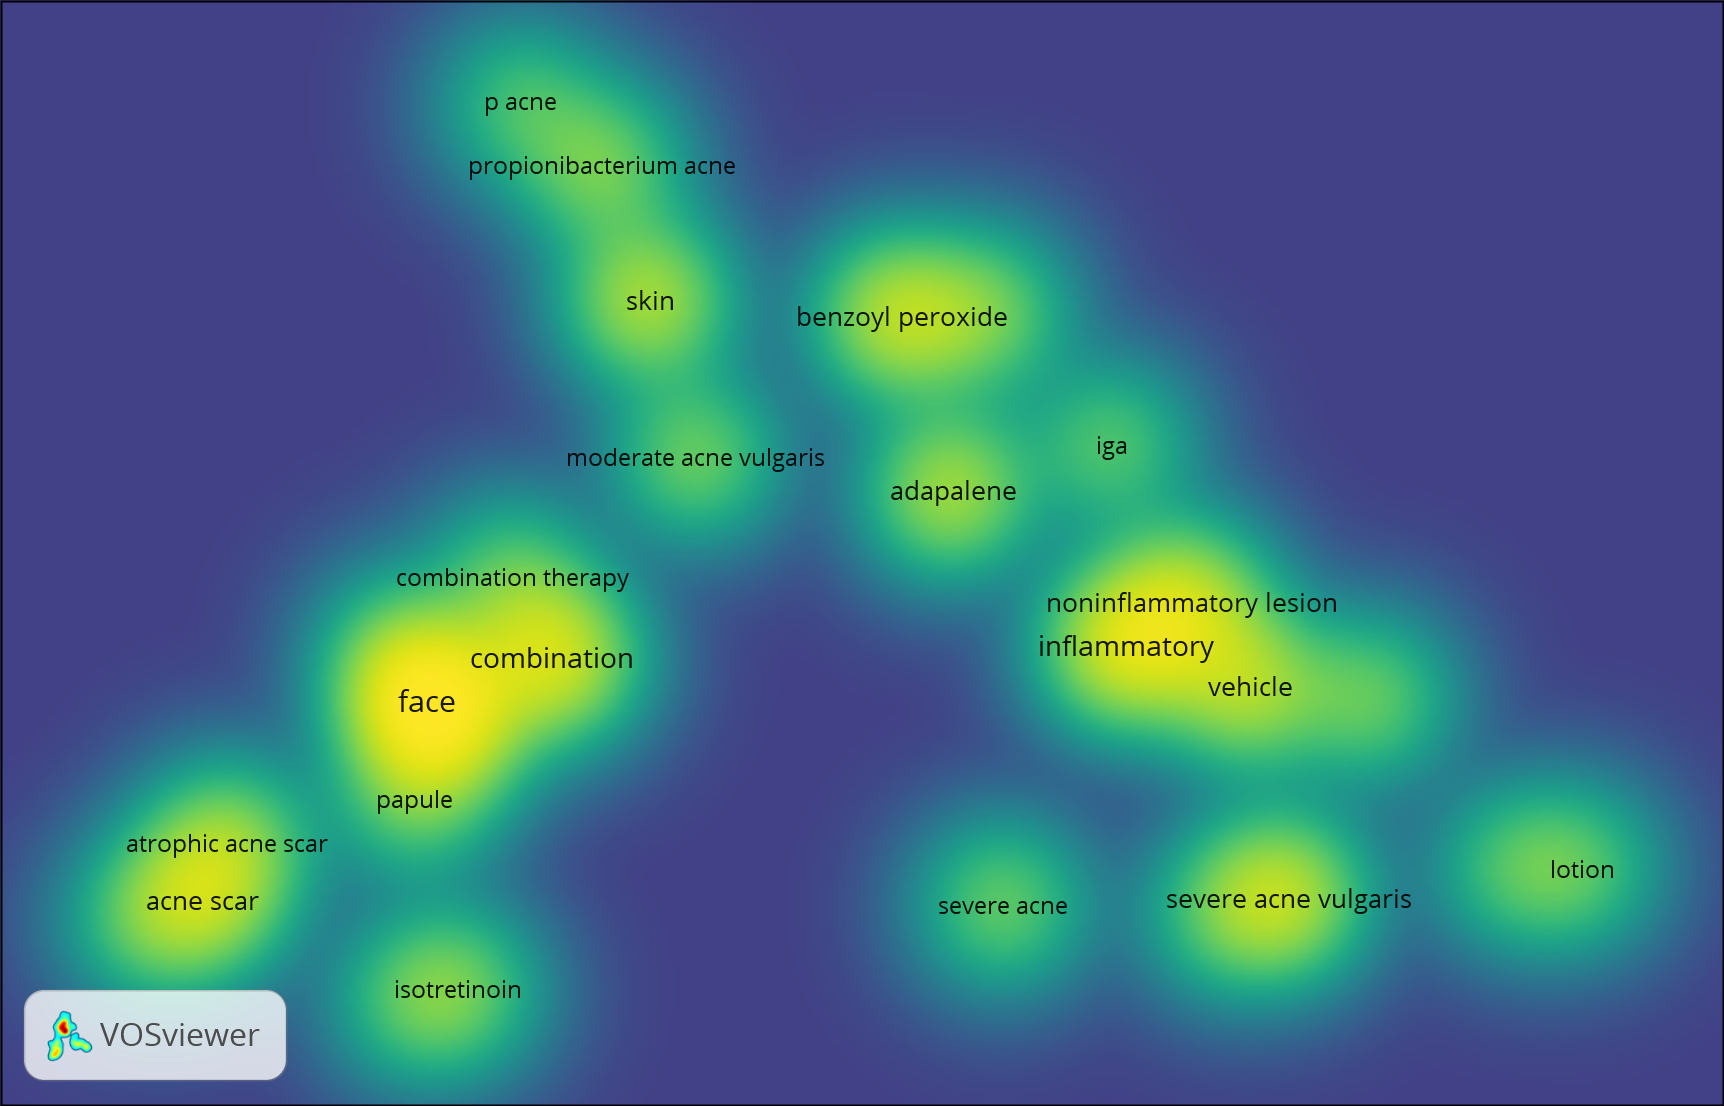 p acne
propionibacterium acne
skin
benzoyl peroxide
iga
moderate acne vulgaris
adapalene
combination therapy
noninflammatory lesion
inflammatory
combination
vehicle
face
papule
atrophic acne scar
lotion
acne scar
severe acne vulgaris
severe acne
isotretinoin
VOSviewer